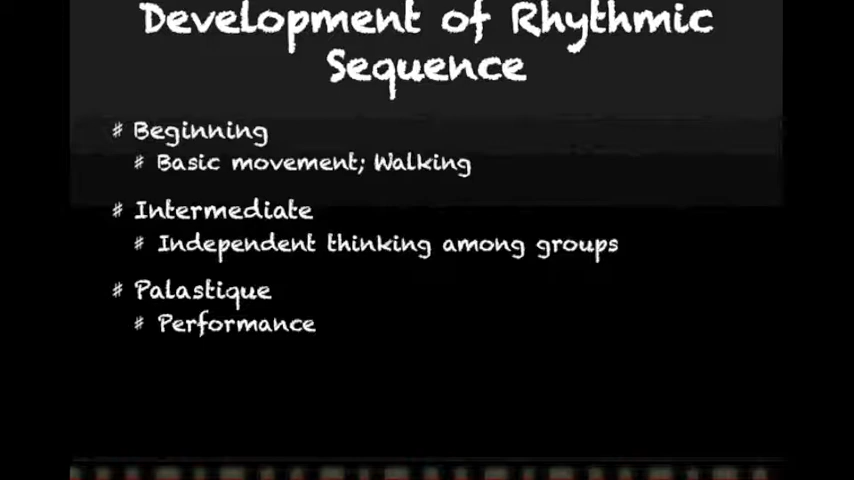 Development of Rhythmic
Sequence
# Beginning
# Basic movement; Walking
# Intermediate
# Independent thinking among groups
# Palastique
# Performance